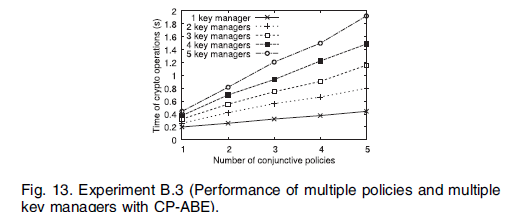 2
1.8
1.6
1.4
1.2
1
0.8
0.6
0.4
0.2
0
Time of crypto operations (s)
1 key manager
2 key managers
3 key managers
4 key managers
5 key managers
1 2 3 4 5
Number of conjunctive policies
Fig. 13. Experiment B.3 (Performance of multiple policies and multiple
key managers with CP-ABE).